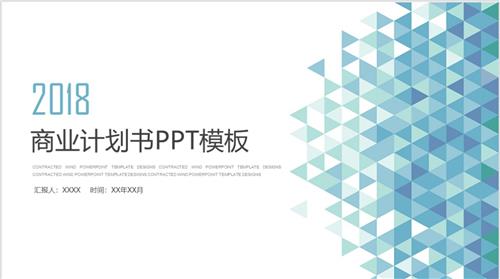 2018
商业计划书PPT模板
CONTRACTED WIND POWERPOINT TEMPLATE DESIGNS CONTRACTED WIND POWERPOINT TEMPLATE DESIGNS
CONTRACTED WIND POWERPOINT TEMPLATE DESIGNS CONTRACTED WIND POWERPOINT TEMPLATE DESIGNS
汇报人：XXXX 时间：XX年XX月